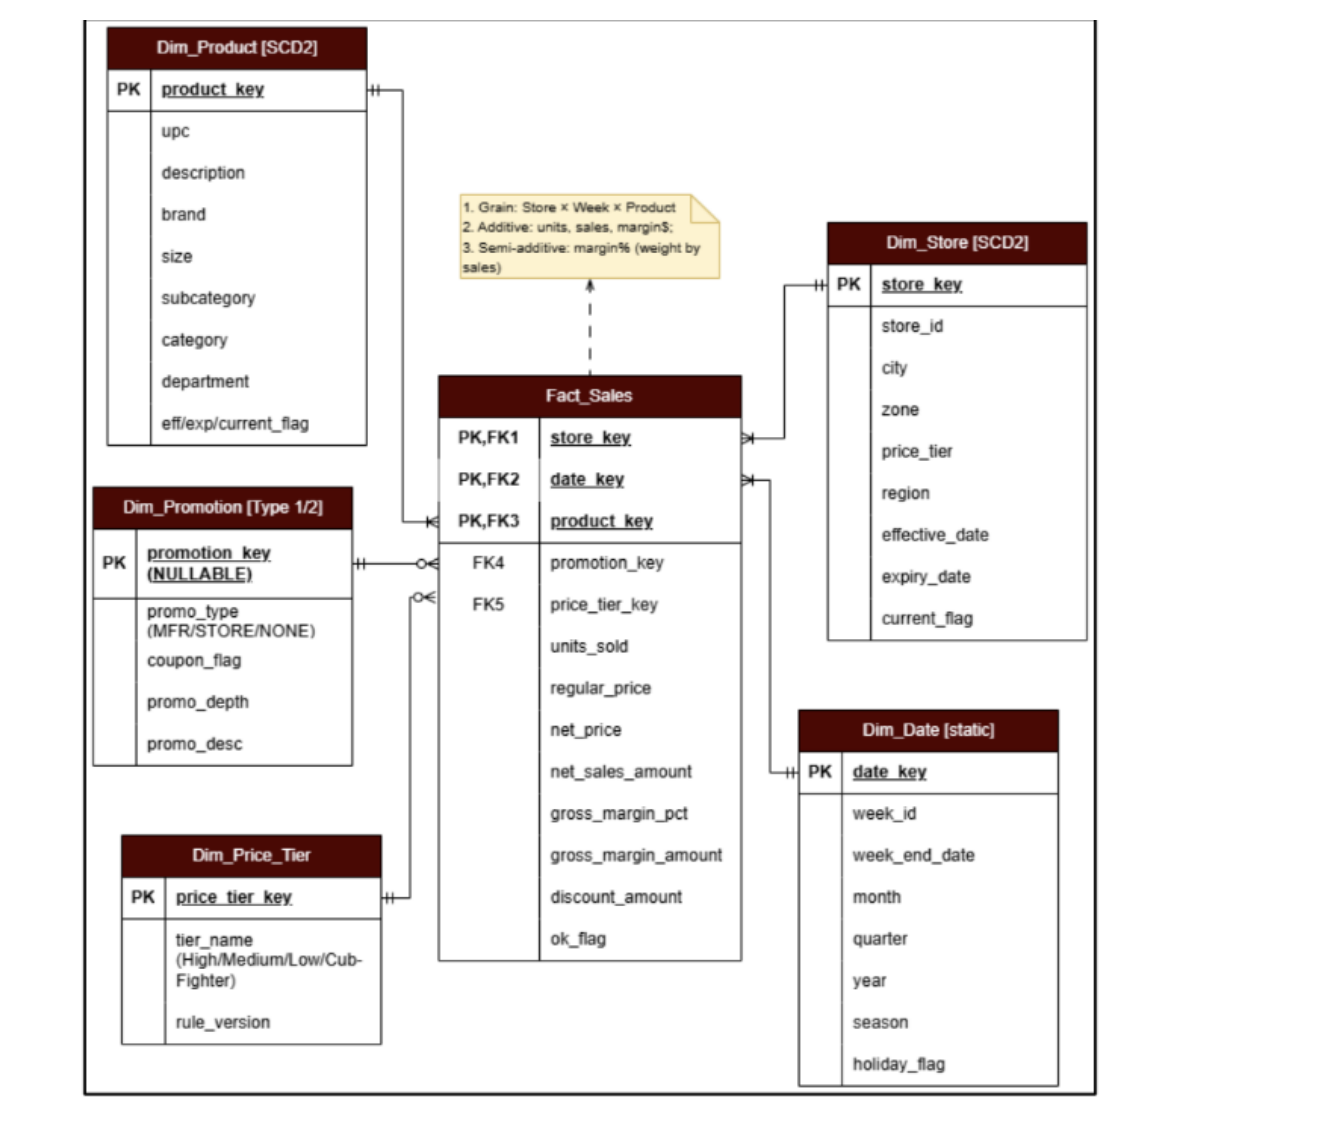 Dim_Product [SCD2]
PK product_key
upc
description
brand
size
subcategory
category
department
eff/exp/current_flag
1. Grain: Store × Week × Product
2. Additive: units, sales, margin$;
3. Semi-additive: margin% (weight by
sales)
Dim_Store [SCD2]
PK store_key
store_id
city
zone
price_tier
region
effective_date
expiry_date
current_flag
Fact_Sales
PK,FK1 store_key
PK,FK2 date_key
PK,FK3 product_key
FK4 promotion_key
FK5 price_tier_key
units_sold
regular_price
net_price
net_sales_amount
gross_margin_pct
gross_margin_amount
discount_amount
ok_flag
Dim_Promotion [Type 1/2]
PK promotion_key
(NULLABLE)
promo_type
(MFR/STORE/NONE)
coupon_flag
promo_depth
promo_desc
Dim_Price_Tier
PK price_tier_key
tier_name
(High/Medium/Low/Cub-
Fighter)
rule_version
Dim_Date [static]
PK date_key
week_id
week_end_date
month
quarter
year
season
holiday_flag